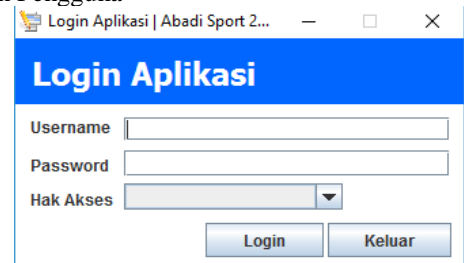 Login Aplikasi | Abadi Sport 2...
Login Aplikasi
Username
Password
Hak Akses
Login Keluar